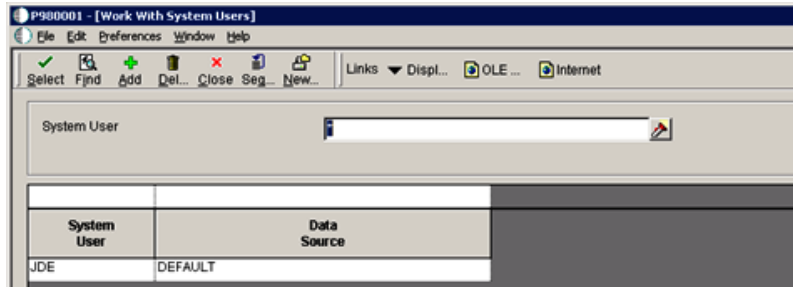 P980001 - [Work With System Users]
File Edit Preferences Window Help
Select Find Add Del... Close Seq... New... Links Displ... OLE ... Internet
System User *
System User Data Source
JDE DEFAULT